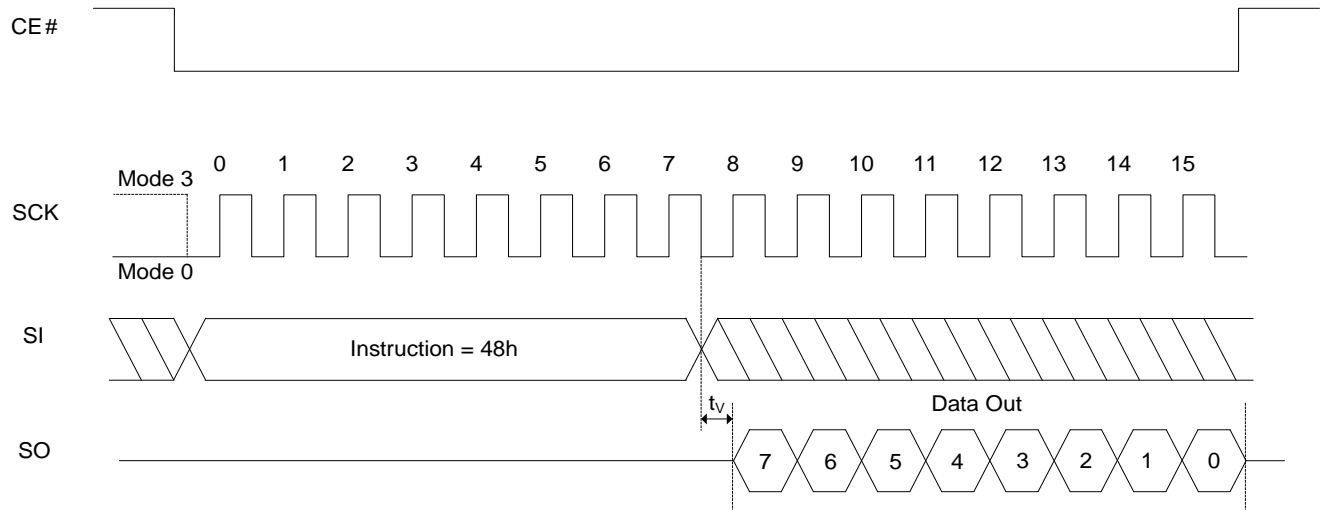 CE#
0 1 2 3 4 5 6 7 8 9 10 11 12 13 14 15
Mode 3
SCK
Mode 0
SI
Instruction = 48h
tV
Data Out
SO
7 6 5 4 3 2 1 0